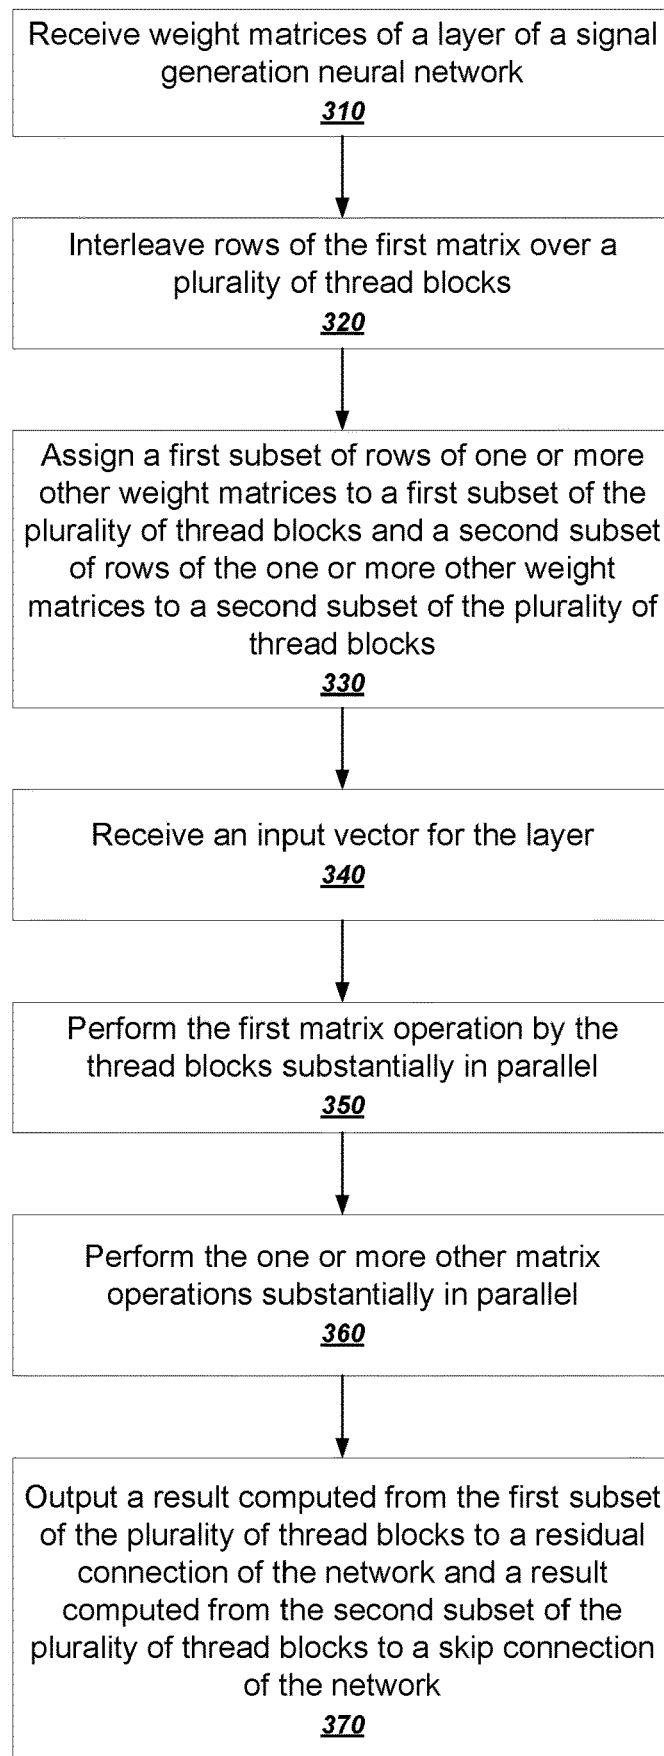 Receive weight matrices of a layer of a signal
generation neural network
310
Interleave rows of the first matrix over a
plurality of thread blocks
320
Assign a first subset of rows of one or more
other weight matrices to a first subset of the
plurality of thread blocks and a second subset
of rows of the one or more other weight
matrices to a second subset of the plurality of
thread blocks
330
Receive an input vector for the layer
340
Perform the first matrix operation by the
thread blocks substantially in parallel
350
Perform the one or more other matrix
operations substantially in parallel
360
Output a result computed from the first subset
of the plurality of thread blocks to a residual
connection of the network and a result
computed from the second subset of the
plurality of thread blocks to a skip connection
of the network
370